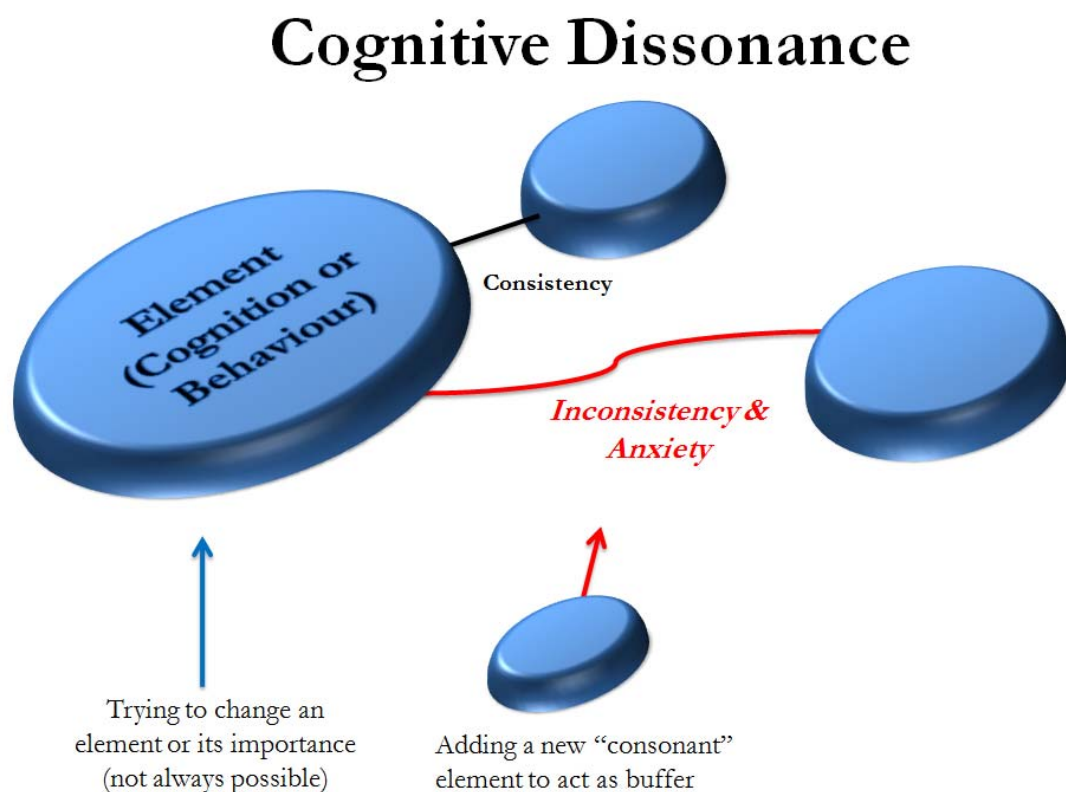 Cognitive Dissonance
Element
(Cognition or
Behaviour)
Consistency
Inconsistency &
Anxiety
Trying to change an
element or its importance
(not always possible)
Adding a new “consonant”
element to act as buffer